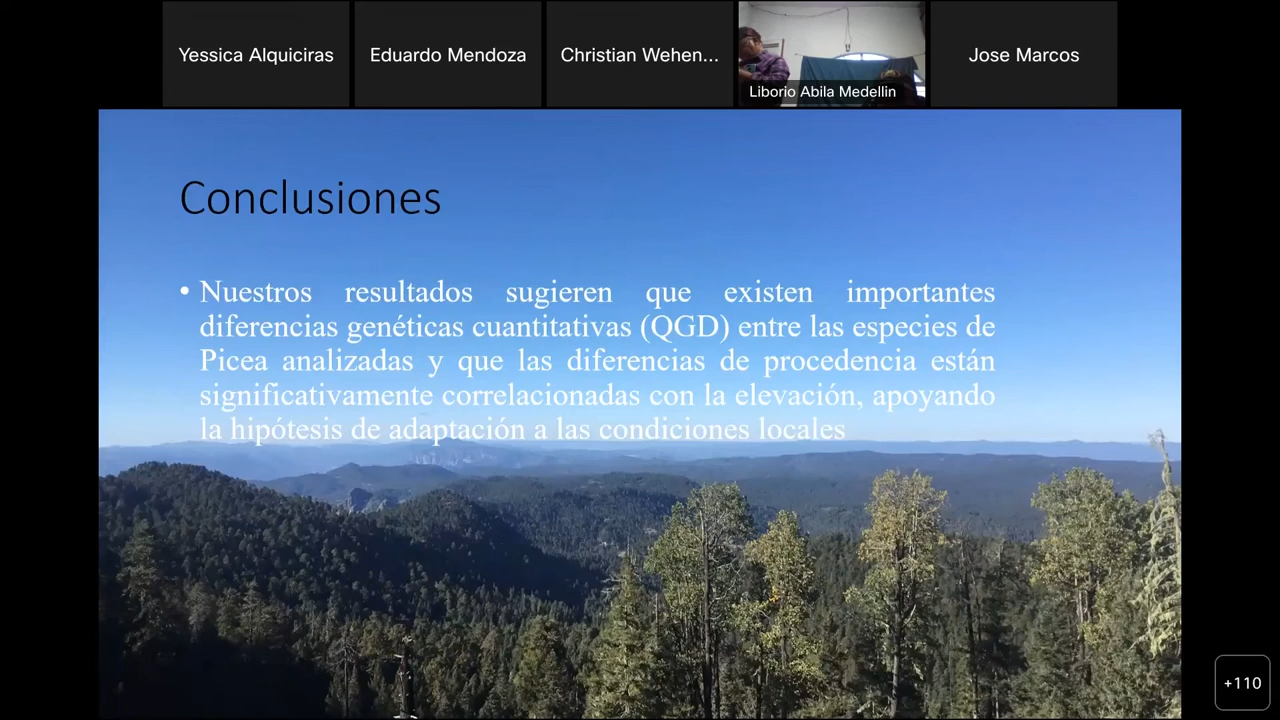 Yessica Alquiciras
Eduardo Mendoza
Christian Wehen...
Liborio Abila Medellin
Jose Marcos
Conclusiones
• Nuestros resultados sugieren que existen importantes
diferencias genéticas cuantitativas (QGD) entre las especies de
Picea analizadas y que las diferencias de procedencia están
significativamente correlacionadas con la elevación, apoyando
la hipótesis de adaptación a las condiciones locales
+110